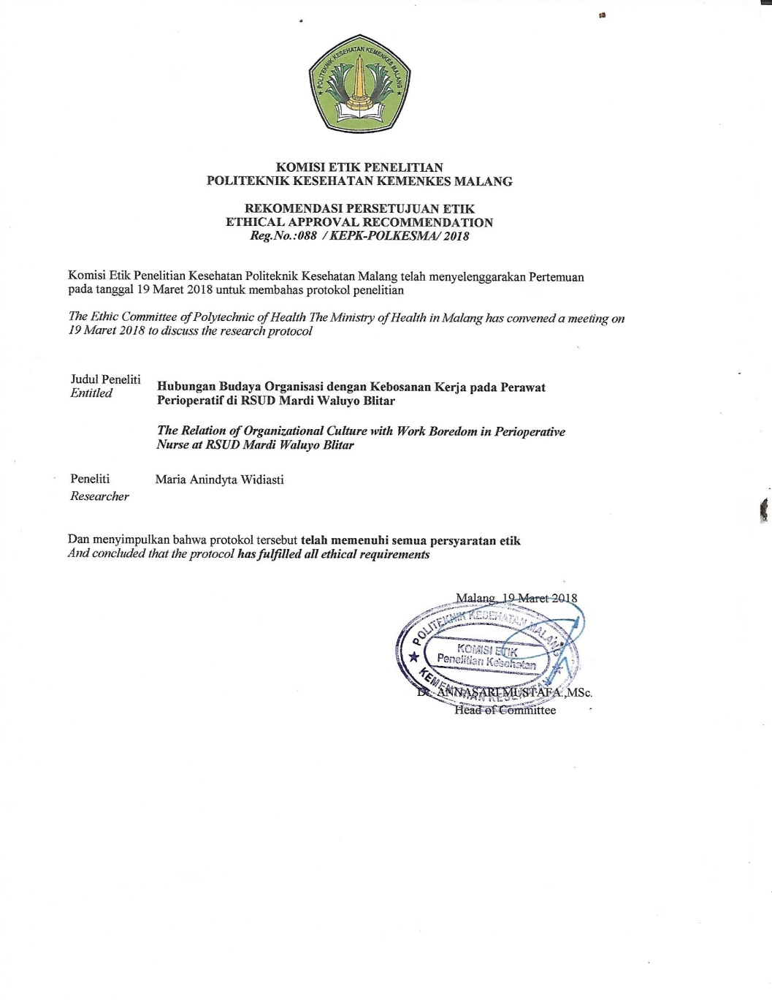 POLITEKNIK KESEHATAN KEMENKES MALANG
KOMISI ETIK PENELITIAN
POLITEKNIK KESEHATAN KEMENKES MALANG
REKOMENDASI PERSETUJUAN ETIK
ETHICAL APPROVAL RECOMMENDATION
Reg.No.:088 / KEPK-POLKESMA/ 2018
Komisi Etik Penelitian Kesehatan Politeknik Kesehatan Malang telah menyelenggarakan Pertemuan
pada tanggal 19 Maret 2018 untuk membahas protokol penelitian
The Ethic Committee of Polytechnic of Health The Ministry of Health in Malang has convened a meeting on
19 Maret 2018 to discuss the research protocol
Judul Peneliti
Entitled
Hubungan Budaya Organisasi dengan Kebosanan Kerja pada Perawat
Perioperatif di RSUD Mardi Waluyo Blitar
The Relation of Organizational Culture with Work Boredom in Perioperative
Nurse at RSUD Mardi Waluyo Blitar
Peneliti Maria Anindyta Widiasti
Researcher
Dan menyimpulkan bahwa protokol tersebut telah memenuhi semua persyaratan etik
And concluded that the protocol has fulfilled all ethical requirements
Malang, 19 Maret 2018
POLITEKNIK KESEHATAN MALANG
KOMISI ETIK
Penelitian Kesehatan
KEMENTRIAN KESEHATAN
Dr. ANNASARI MUSTAFA.,MSc.
Head of Committee